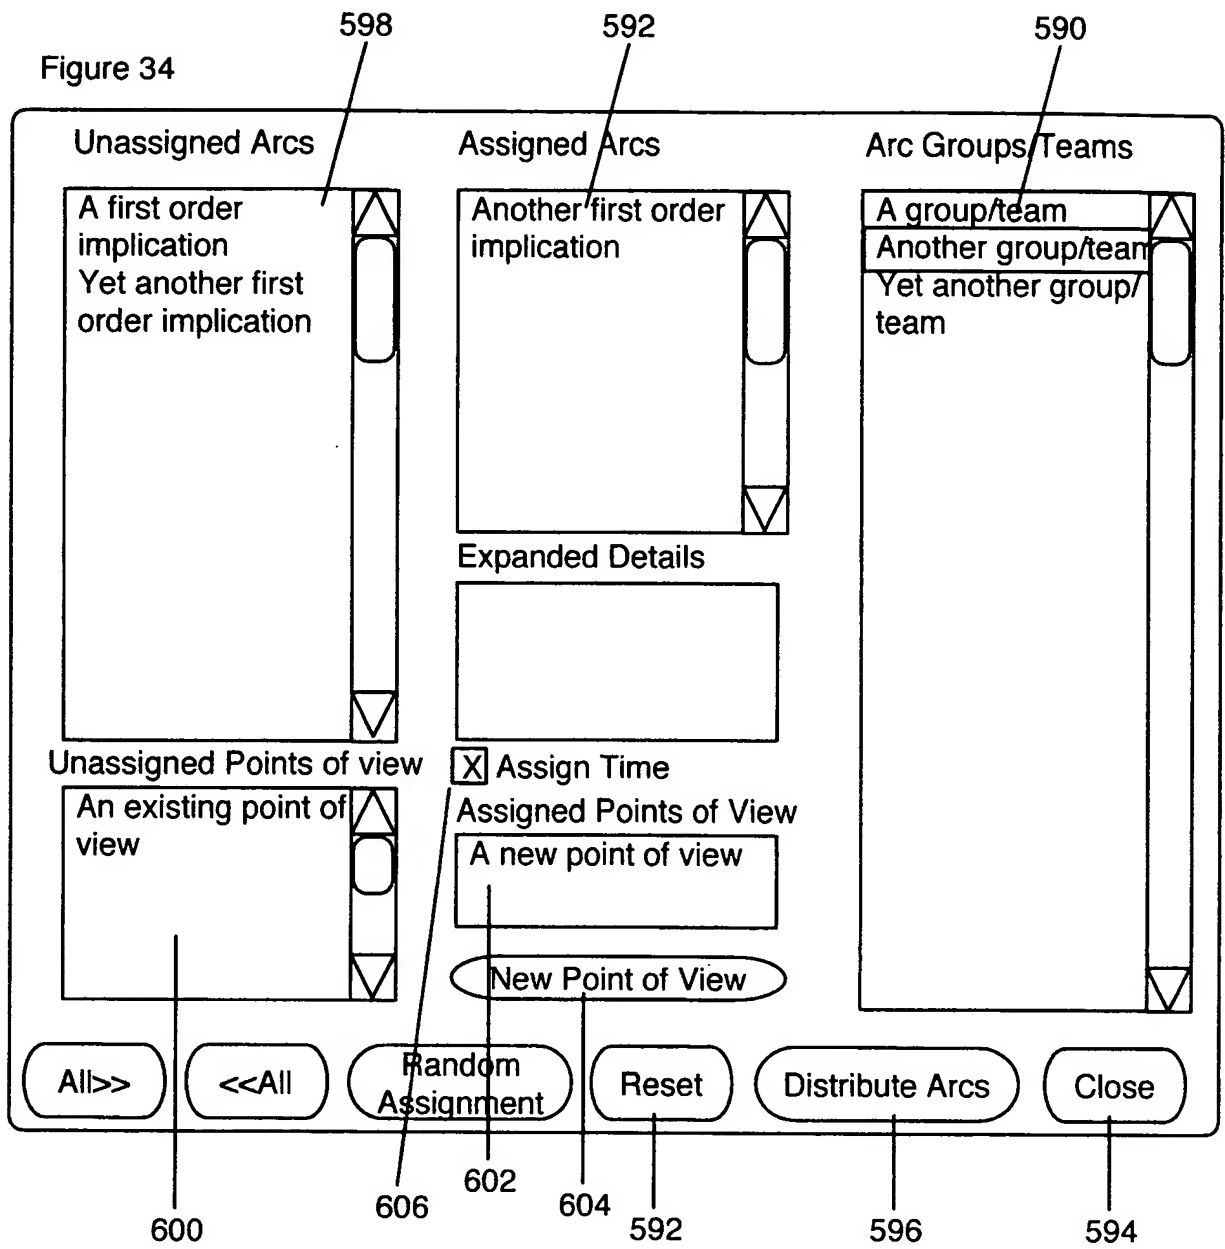 598
592
590
Figure 34
Unassigned Arcs
Assigned Arcs
Arc Groups/Teams
A first order
implication
Yet another first
order implication
Another first order
implication
A group/team
Another group/team
Yet another group/
team
Expanded Details
Unassigned Points of view
X Assign Time
An existing point of
view
Assigned Points of View
A new point of view
New Point of View
All>>
<<All
Random
Assignment
Reset
Distribute Arcs
Close
600
606
602
604
592
596
594